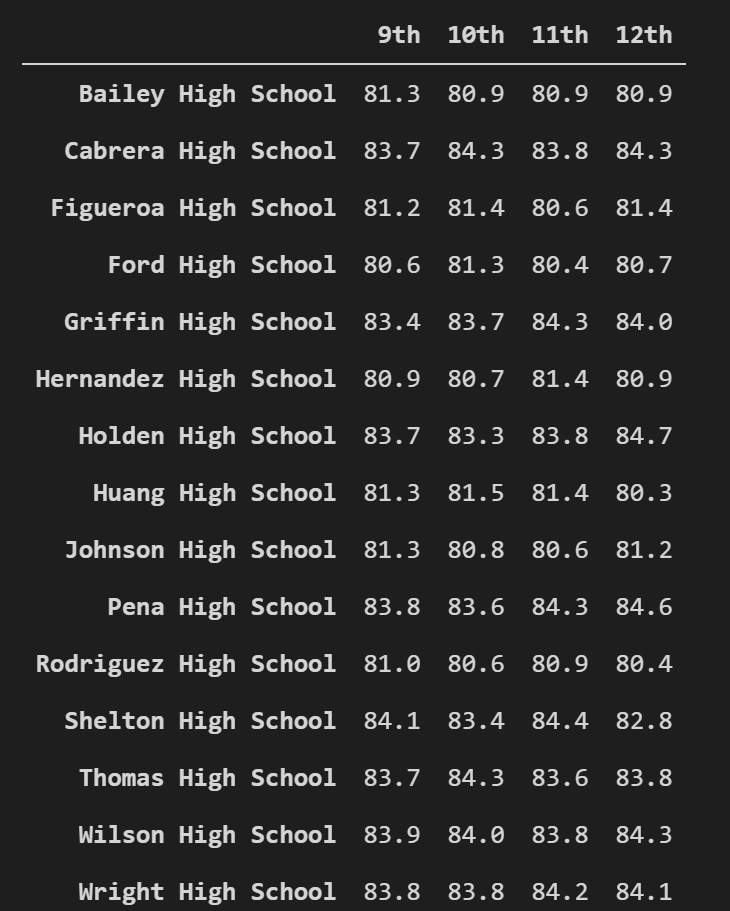 9th 10th 11th 12th
Bailey High School 81.3 80.9 80.9 80.9
Cabrera High School 83.7 84.3 83.8 84.3
Figueroa High School 81.2 81.4 80.6 81.4
Ford High School 80.6 81.3 80.4 80.7
Griffin High School 83.4 83.7 84.3 84.0
Hernandez High School 80.9 80.7 81.4 80.9
Holden High School 83.7 83.3 83.8 84.7
Huang High School 81.3 81.5 81.4 80.3
Johnson High School 81.3 80.8 80.6 81.2
Pena High School 83.8 83.6 84.3 84.6
Rodriguez High School 81.0 80.6 80.9 80.4
Shelton High School 84.1 83.4 84.4 82.8
Thomas High School 83.7 84.3 83.6 83.8
Wilson High School 83.9 84.0 83.8 84.3
Wright High School 83.8 83.8 84.2 84.1